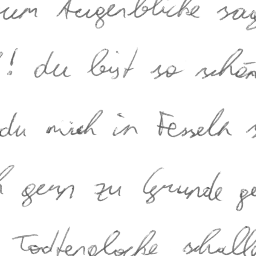 um Augenblicke sag
! du bist so schön
du mich in Fesseln s
h gern zu Grunde ge
Todtenglocke schall